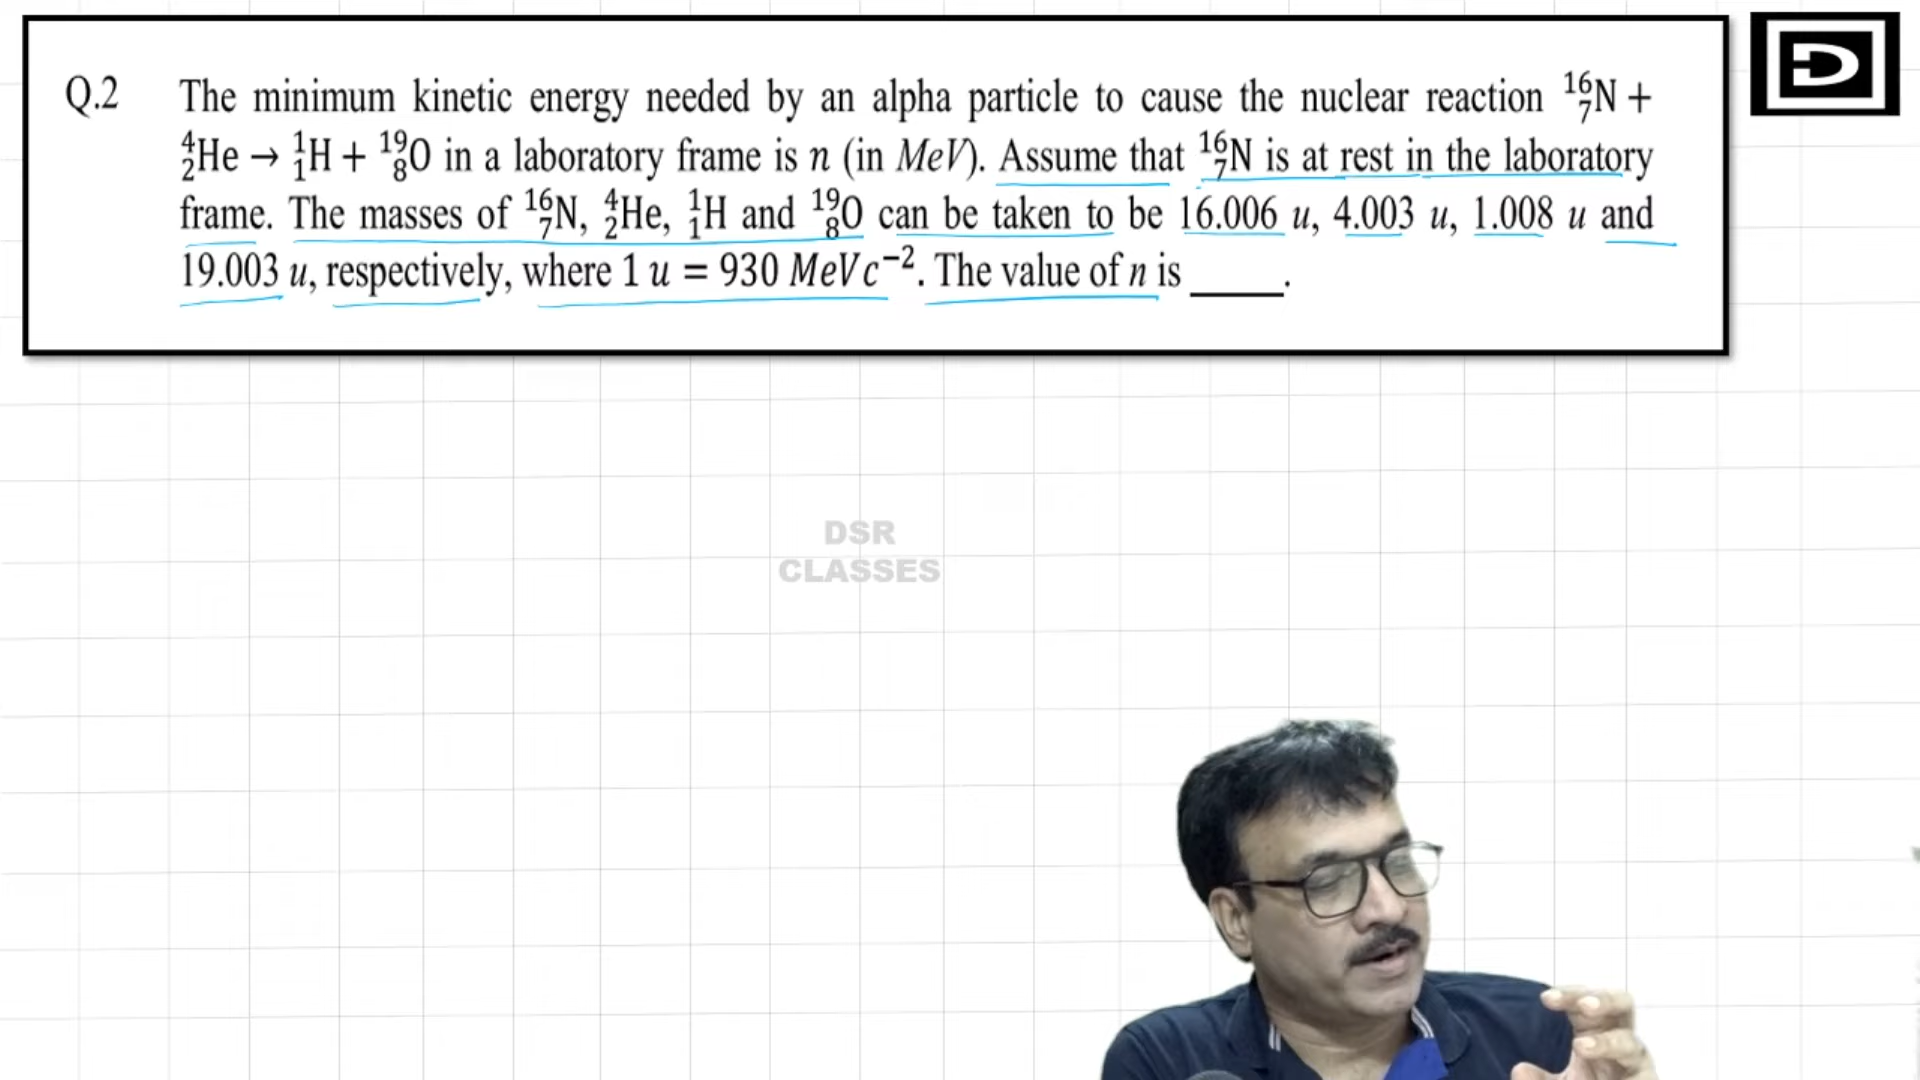 Q.2 The minimum kinetic energy needed by an alpha particle to cause the nuclear reaction ¹⁶₇N +
⁴₂He → ¹₁H + ¹⁹₈O in a laboratory frame is n (in MeV). Assume that ¹⁶₇N is at rest in the laboratory
frame. The masses of ¹⁶₇N, ⁴₂He, ¹₁H and ¹⁹₈O can be taken to be 16.006 u, 4.003 u, 1.008 u and
19.003 u, respectively, where 1 u = 930 MeVc⁻². The value of n is _____.
DSR
CLASSES